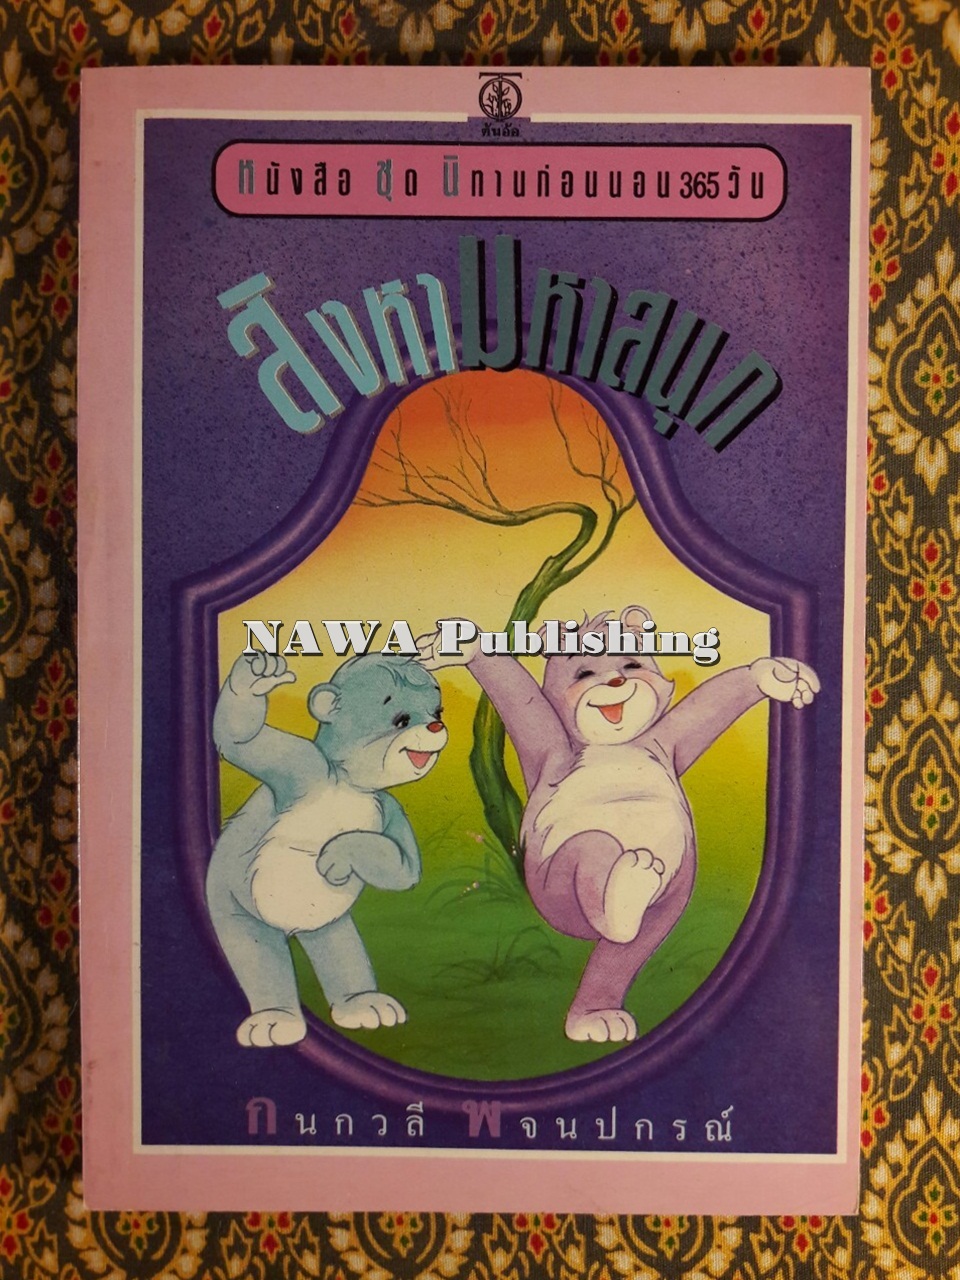 ต้นอ้อ
หนังสือ ชุด นิทานก่อนนอน 365 วัน
สิงหามหาสนุก
NAWA Publishing
กนกวลี พจนปกรณ์